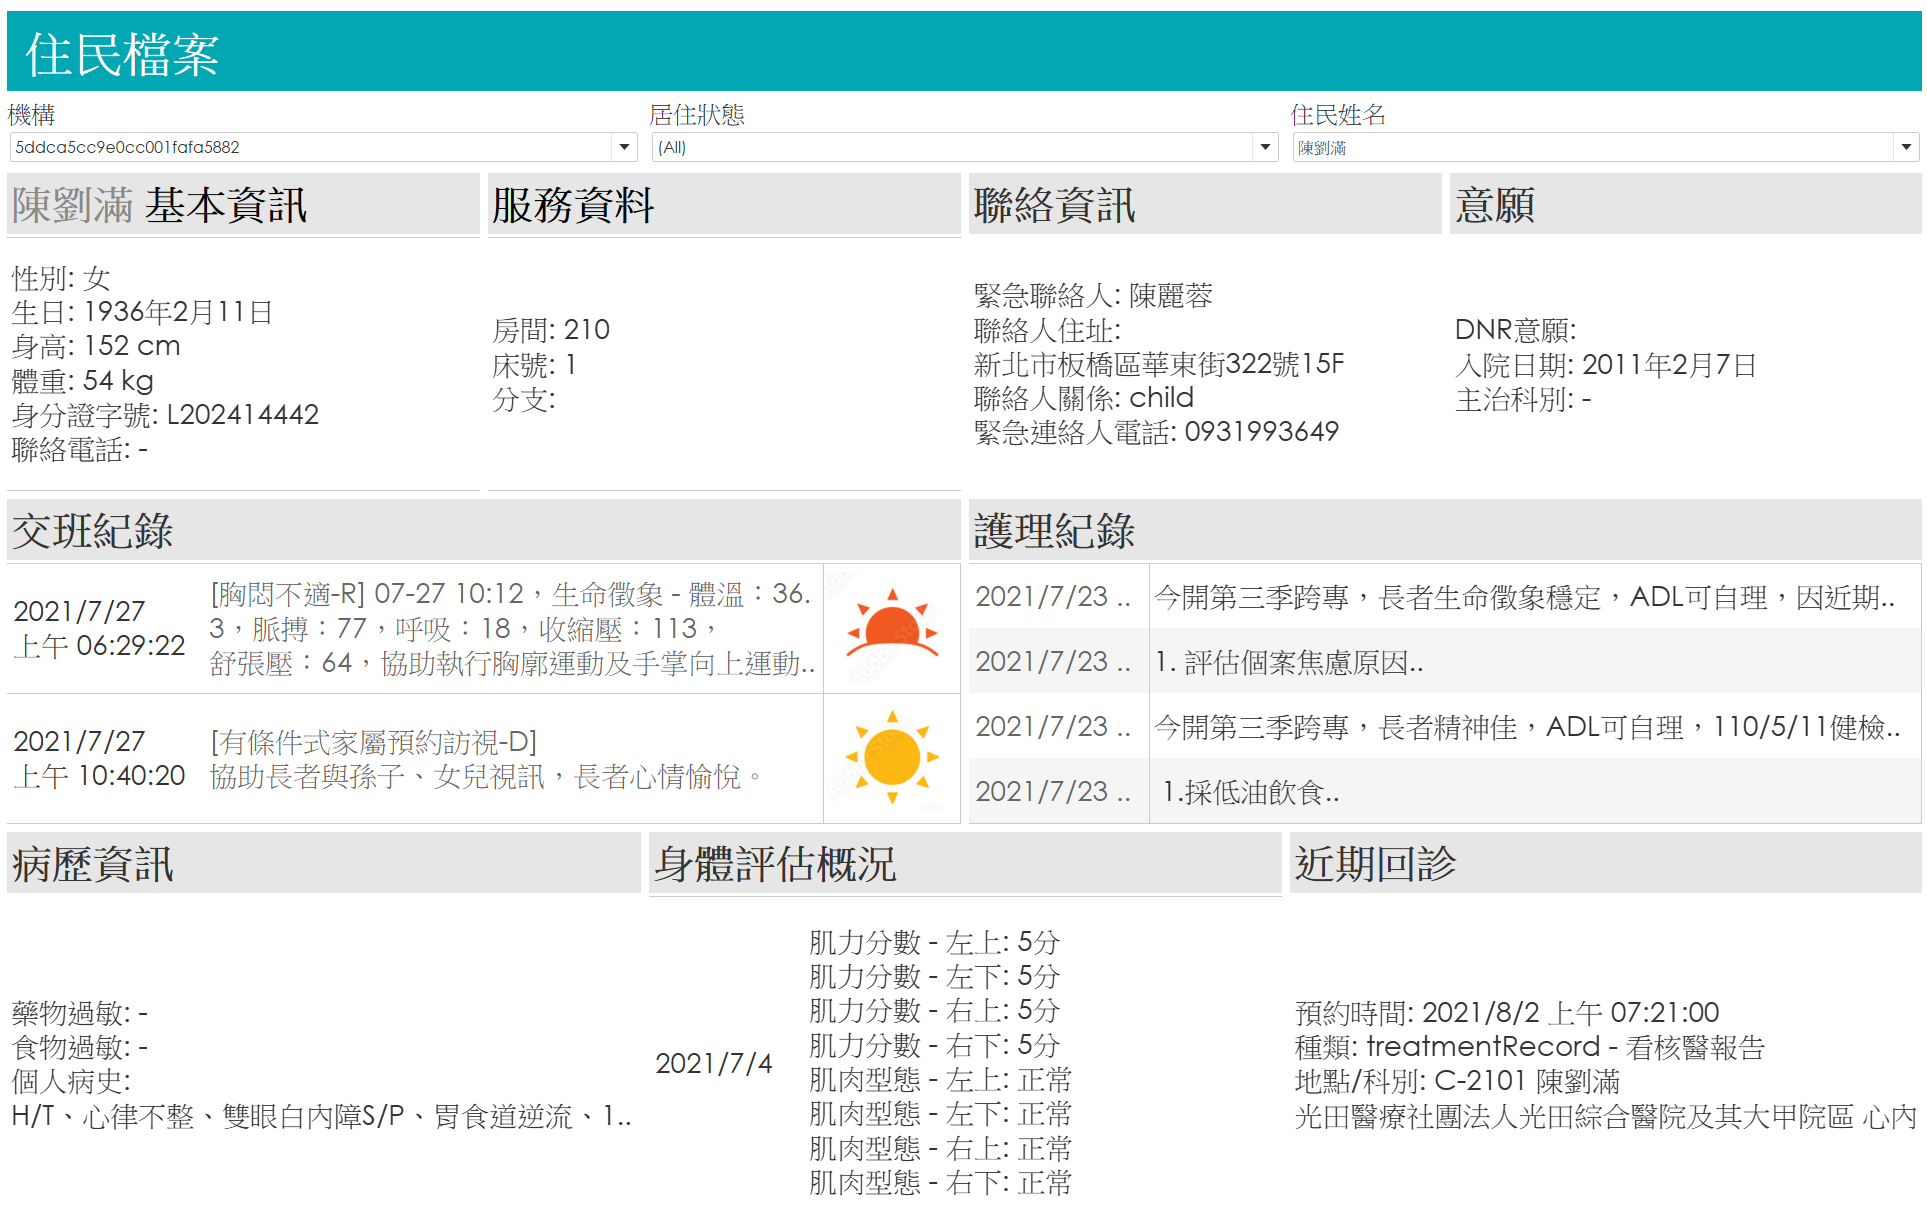 住民檔案
機構
居住狀態
住民姓名
5ddca5cc9e0cc001fafa5882
(All)
陳劉滿
陳劉滿 基本資訊
性別: 女
生日: 1936年2月11日
身高: 152 cm
體重: 54 kg
身分證字號: L202414442
聯絡電話: -
服務資料
房間: 210
床號: 1
分支:
聯絡資訊
緊急聯絡人: 陳麗蓉
聯絡人住址:
新北市板橋區華東街322號15F
聯絡人關係: child
緊急連絡人電話: 0931993649
意願
DNR意願:
入院日期: 2011年2月7日
主治科別: -
交班紀錄
2021/7/27
上午 06:29:22
[胸悶不適-R] 07-27 10:12，生命徵象 - 體溫：36.
3，脈搏：77，呼吸：18，收縮壓：113，
舒張壓：64，協助執行胸廓運動及手掌向上運動..
2021/7/27
上午 10:40:20
[有條件式家屬預約訪視-D]
協助長者與孫子、女兒視訊，長者心情愉悅。
護理紀錄
2021/7/23 .. 今開第三季跨專，長者生命徵象穩定，ADL可自理，因近期..
2021/7/23 .. 1. 評估個案焦慮原因..
2021/7/23 .. 今開第三季跨專，長者精神佳，ADL可自理，110/5/11健檢..
2021/7/23 .. 1.採低油飲食..
病歷資訊
藥物過敏: -
食物過敏: -
個人病史:
H/T、心律不整、雙眼白內障S/P、胃食道逆流、1..
身體評估概況
2021/7/4
肌力分數 - 左上: 5分
肌力分數 - 左下: 5分
肌力分數 - 右上: 5分
肌力分數 - 右下: 5分
肌肉型態 - 左上: 正常
肌肉型態 - 左下: 正常
肌肉型態 - 右上: 正常
肌肉型態 - 右下: 正常
近期回診
預約時間: 2021/8/2 上午 07:21:00
種類: treatmentRecord - 看核醫報告
地點/科別: C-2101 陳劉滿
光田醫療社團法人光田綜合醫院及其大甲院區 心內